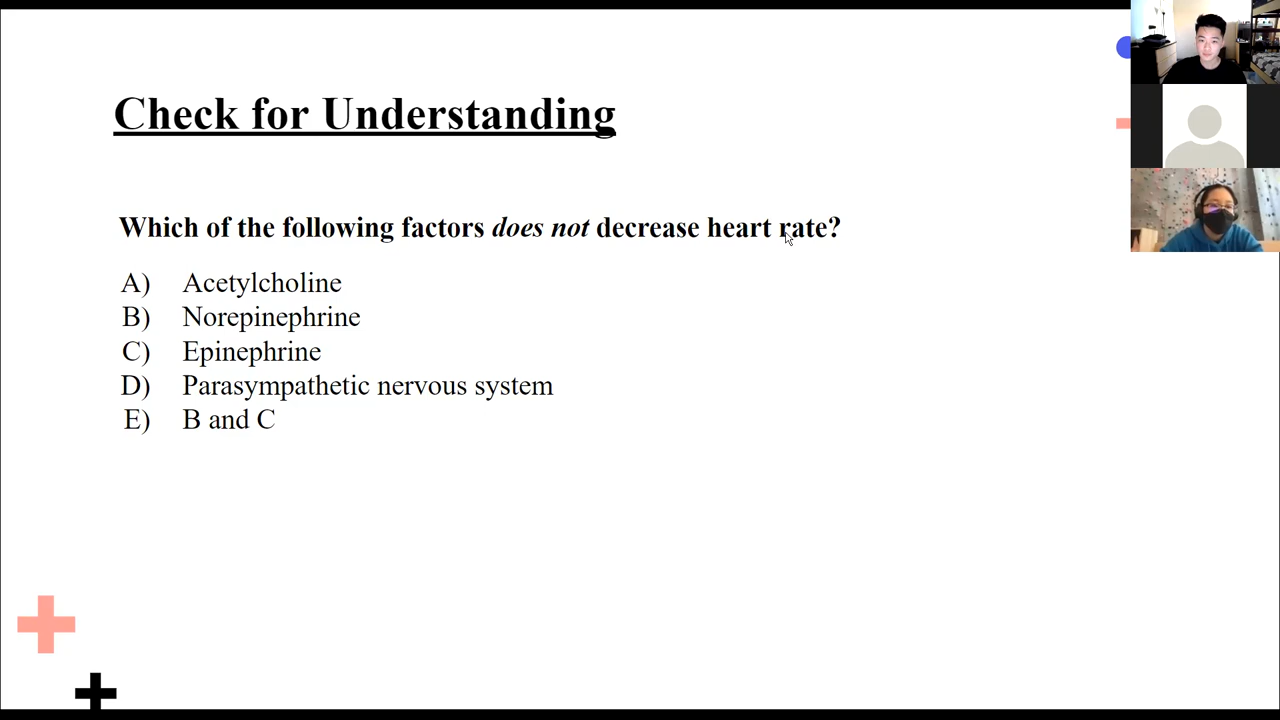 Check for Understanding
Which of the following factors does not decrease heart rate?
A) Acetylcholine
B) Norepinephrine
C) Epinephrine
D) Parasympathetic nervous system
E) B and C